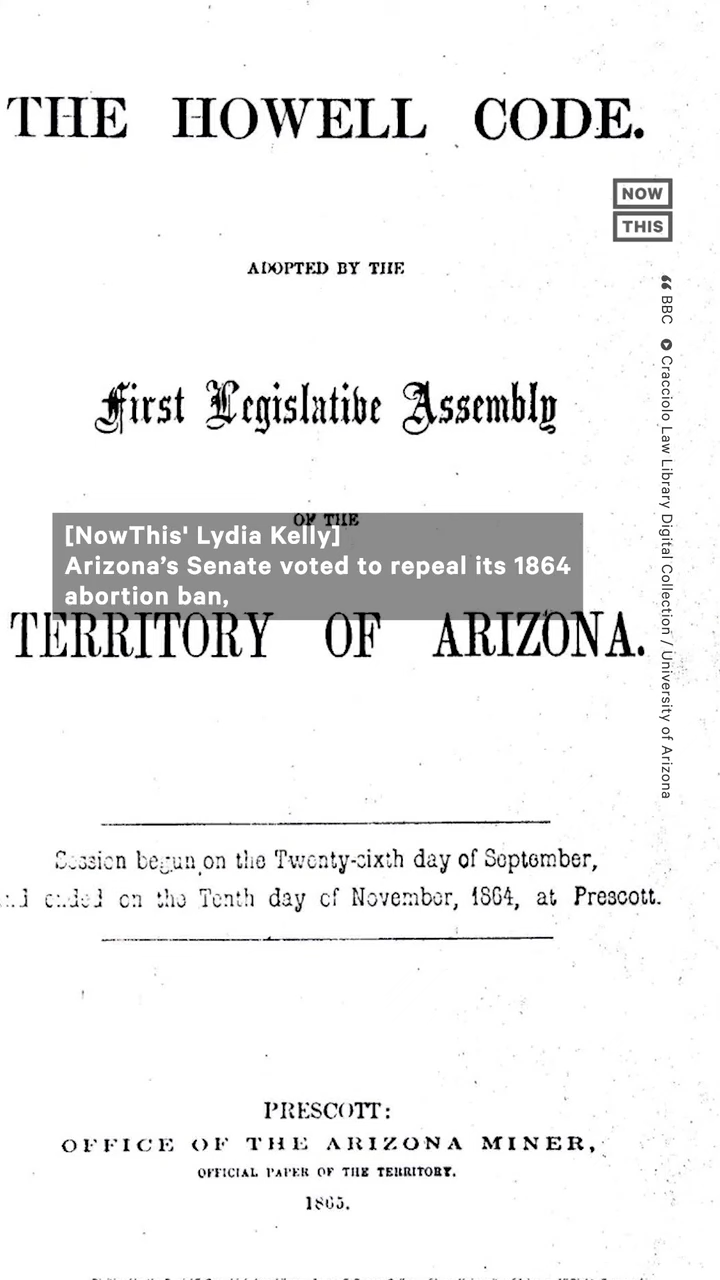 THE HOWELL CODE.
NOW
THIS
ADOPTED BY THE
“ BBC Cracciolo Law Library Digital Collection / University of Arizona
First Legislative Assembly
OF THE
[NowThis' Lydia Kelly]
Arizona’s Senate voted to repeal its 1864
abortion ban,
TERRITORY OF ARIZONA.
Session begun on the Twenty-sixth day of September,
ended on the Tenth day of November, 1864, at Prescott.
PRESCOTT:
OFFICE OF THE ARIZONA MINER,
OFFICIAL PAPER OF THE TERRITORY.
1865.